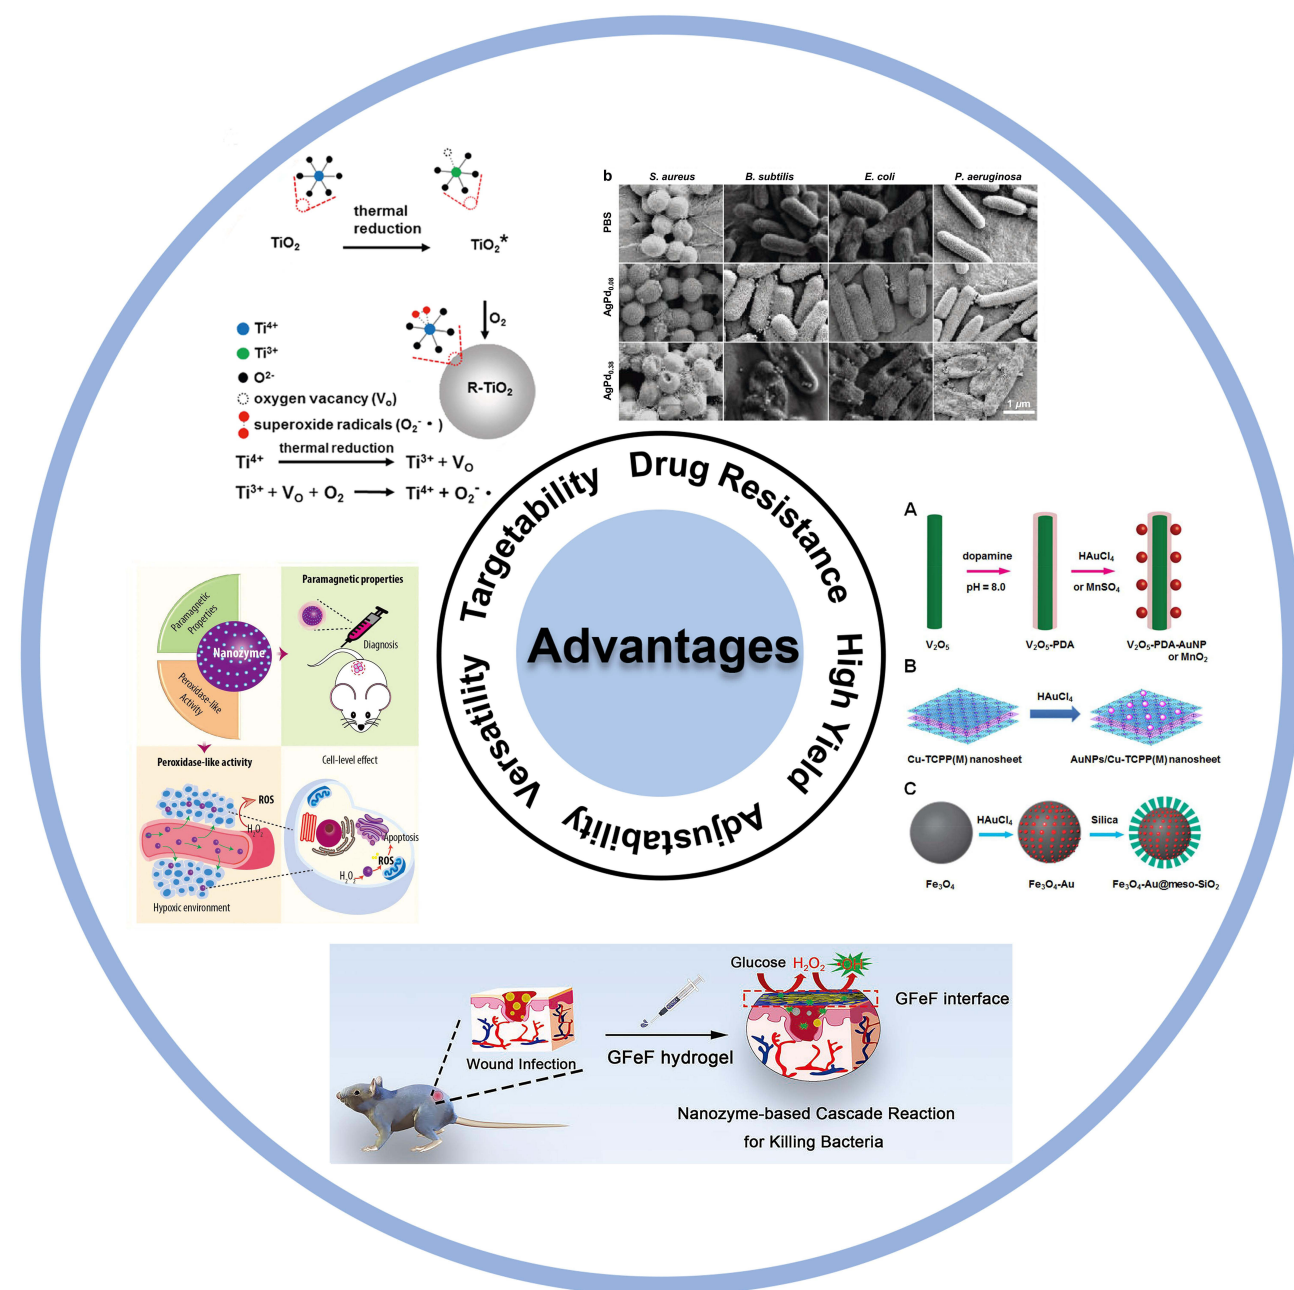 thermal
reduction
TiO₂
TiO₂*
O₂
R-TiO₂
Ti⁴⁺
Ti³⁺
O²⁻
oxygen vacancy (Vₒ)
superoxide radicals (O₂⁻ •)
thermal reduction
Ti⁴⁺ → Ti³⁺ + V_O
Ti³⁺ + V_O + O₂ → Ti⁴⁺ + O₂⁻ •
b
S. aureus B. subtilis E. coli P. aeruginosa
PBS
AgPd₀.₀₈
AgPd₀.₃₈
1 µm
Targetability
Drug Resistance
High Yield
Adjustability
Versatility
Advantages
A
dopamine
pH = 8.0
HAuCl₄
or MnSO₄
V₂O₅
V₂O₅-PDA
V₂O₅-PDA-AuNP
or MnO₂
B
HAuCl₄
Cu-TCPP(M) nanosheet
AuNPs/Cu-TCPP(M) nanosheet
C
HAuCl₄
Silica
Fe₃O₄
Fe₃O₄-Au
Fe₃O₄-Au@meso-SiO₂
Paramagnetic
Properties
Nanozyme
Peroxidase-like
Activity
Paramagnetic properties
Diagnosis
Peroxidase-like activity
ROS
H₂O₂
Hypoxic environment
Cell-level effect
Apoptosis
ROS
H₂O₂
Wound Infection
GFeF hydrogel
Glucose H₂O₂ •OH
GFeF interface
Nanozyme-based Cascade Reaction
for Killing Bacteria